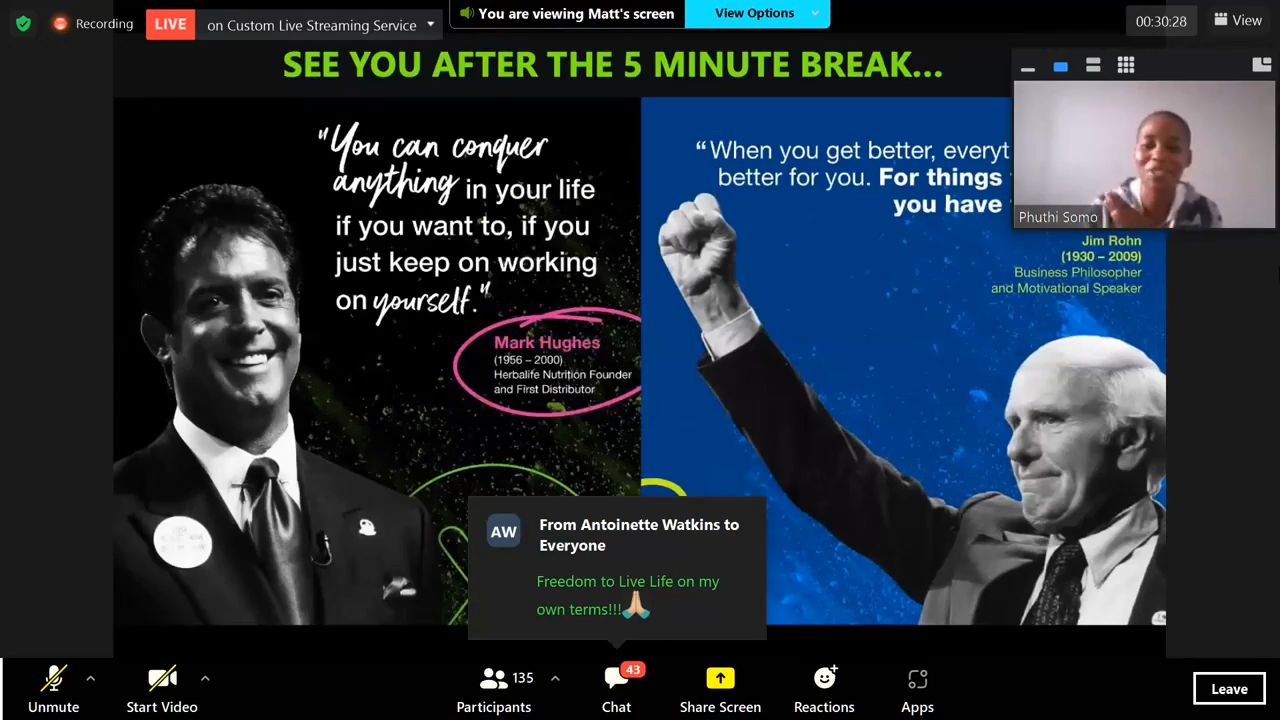 Recording
LIVE
on Custom Live Streaming Service
You are viewing Matt's screen
View Options
00:30:28
View
SEE YOU AFTER THE 5 MINUTE BREAK...
"You can conquer
anything in your life
if you want to, if you
just keep on working
on yourself."
Mark Hughes
(1956 – 2000)
Herbalife Nutrition Founder
and First Distributor
“When you get better, everyt
better for you. For things
you have
Phuthi Somo
Jim Rohn
(1930 – 2009)
Business Philosopher
and Motivational Speaker
AW
From Antoinette Watkins to
Everyone
Freedom to Live Life on my
own terms!!!🙏🏼
Unmute
Start Video
135
Participants
43
Chat
Share Screen
Reactions
Apps
Leave